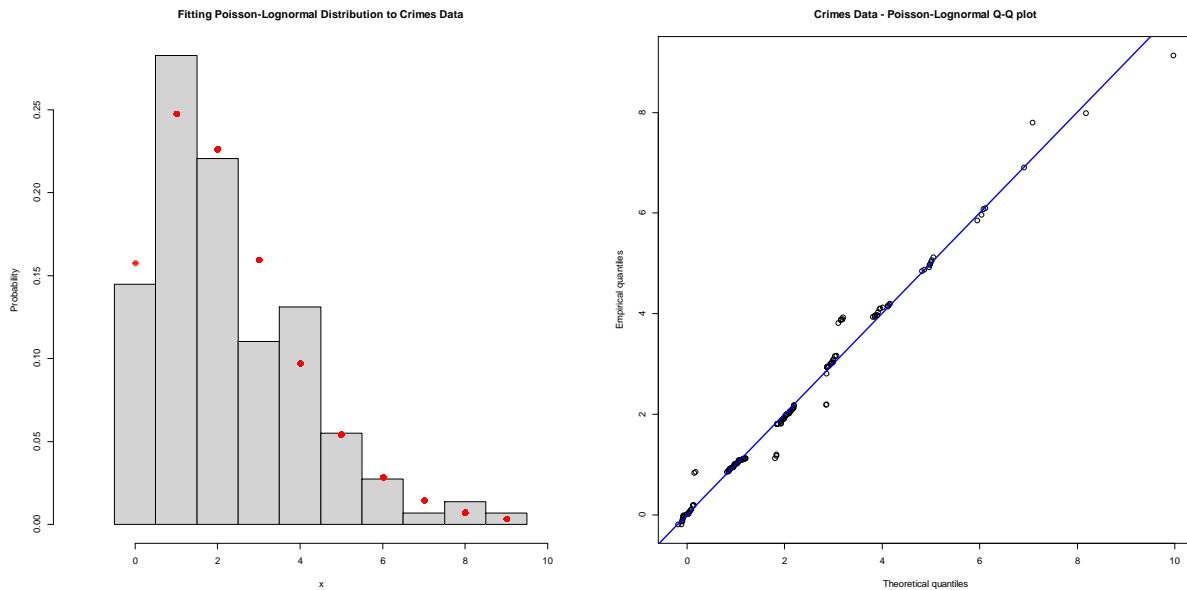 Fitting Poisson-Lognormal Distribution to Crimes Data
Probability
0.25
0.20
0.15
0.10
0.05
0.00
0 2 4 6 8 10
x
Crimes Data - Poisson-Lognormal Q-Q plot
Empirical quantiles
8
6
4
2
0
0 2 4 6 8 10
Theoretical quantiles